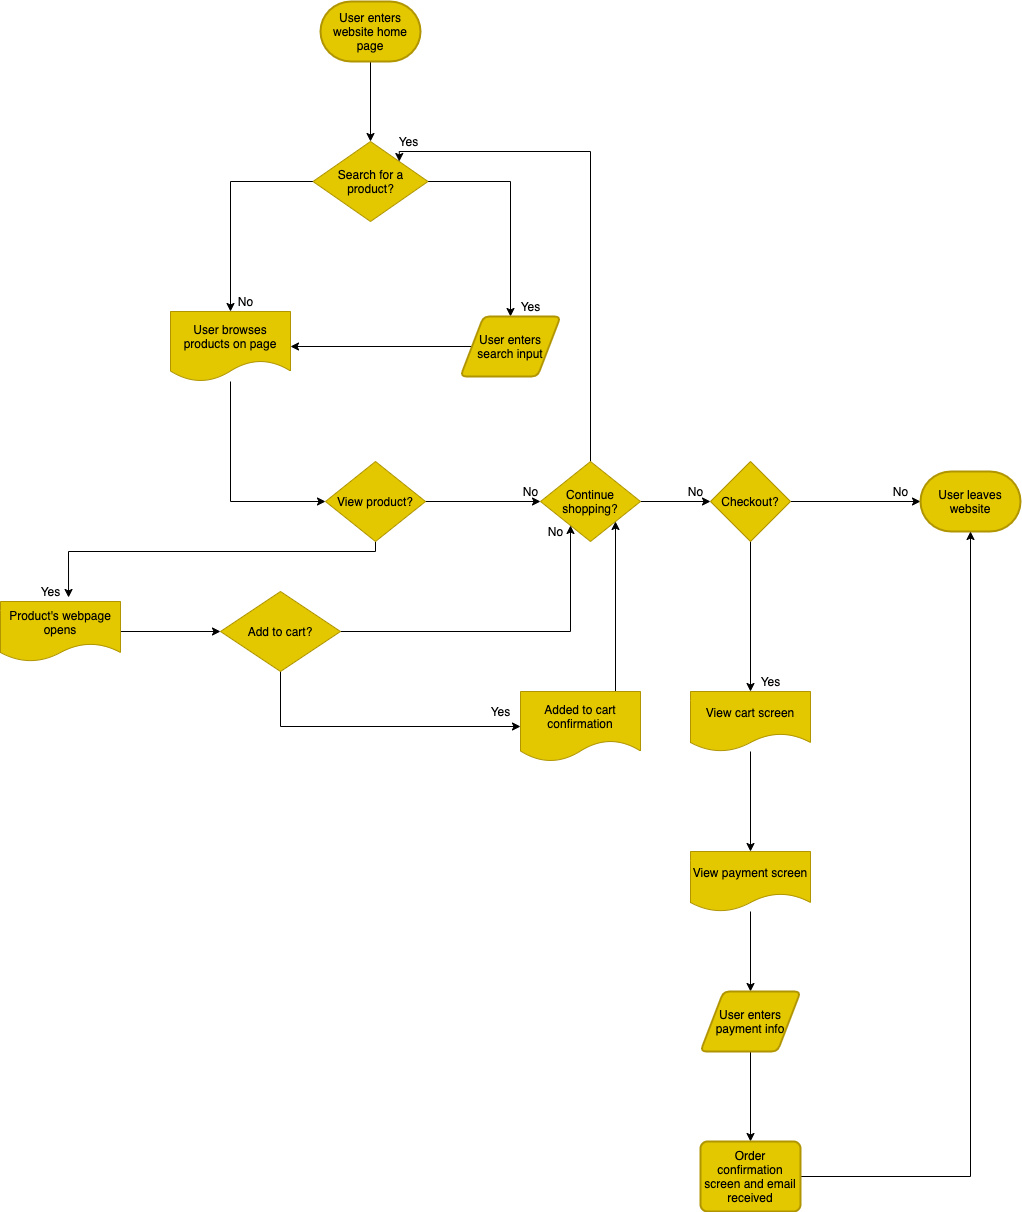 User enters
website home
page
Yes
Search for a
product?
No
Yes
User browses
products on page
User enters
search input
View product?
No
Continue
shopping?
No
Checkout?
No
User leaves
website
No
Yes
Product's webpage
opens
Add to cart?
Yes
Added to cart
confirmation
Yes
View cart screen
View payment screen
User enters
payment info
Order
confirmation
screen and email
received